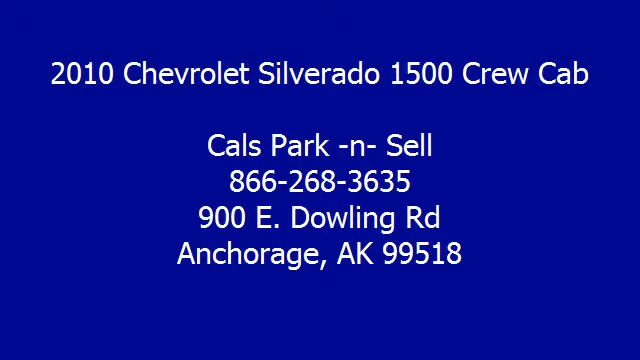 2010 Chevrolet Silverado 1500 Crew Cab
Cals Park -n- Sell
866-268-3635
900 E. Dowling Rd
Anchorage, AK 99518